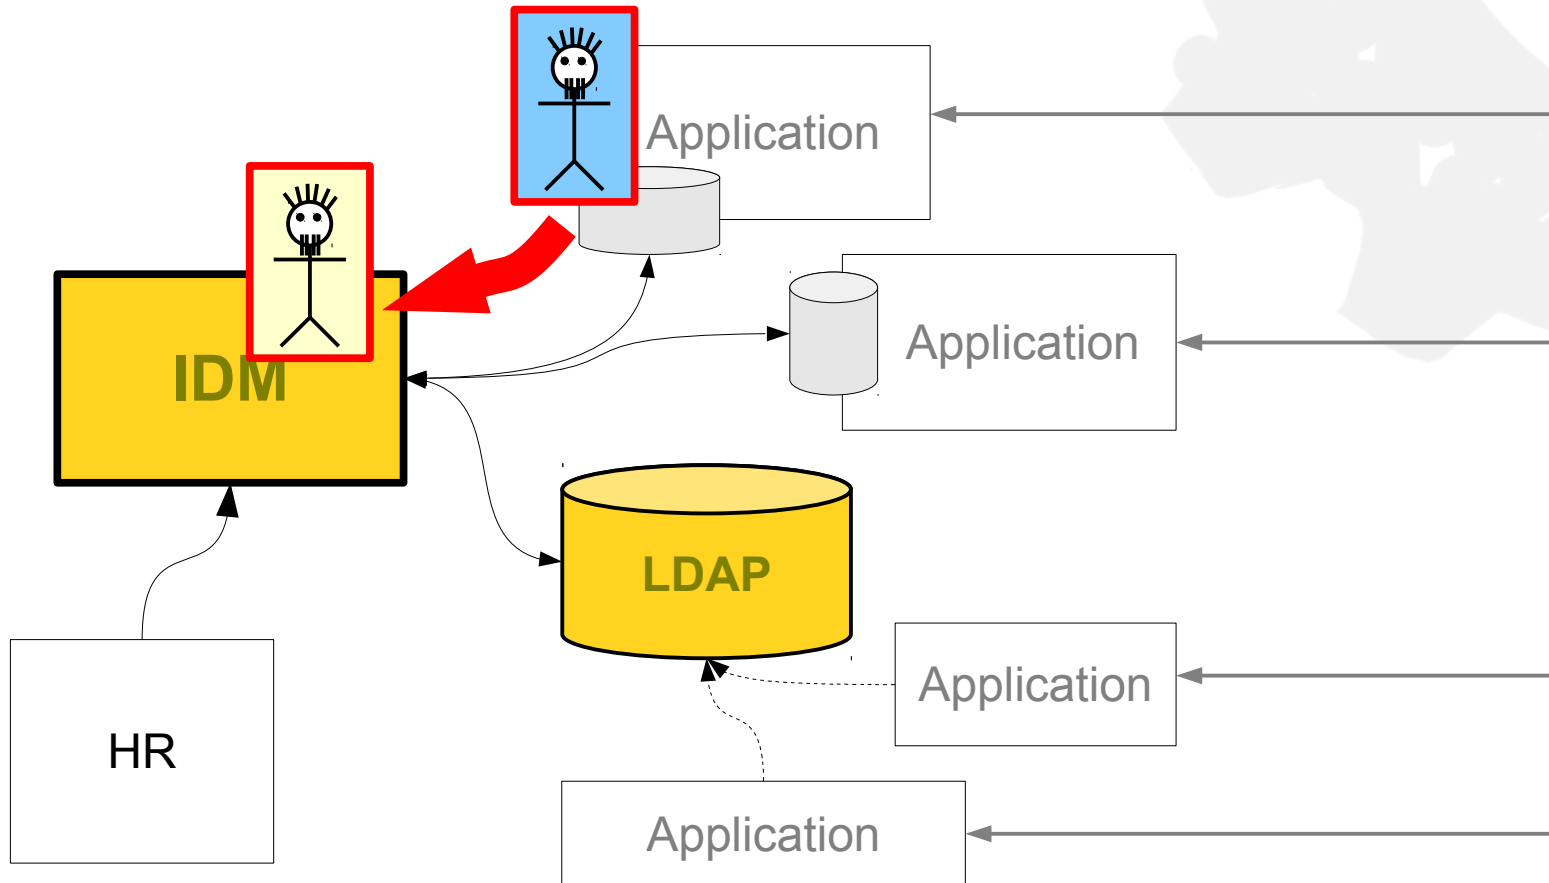 Application
Application
IDM
LDAP
Application
HR
Application